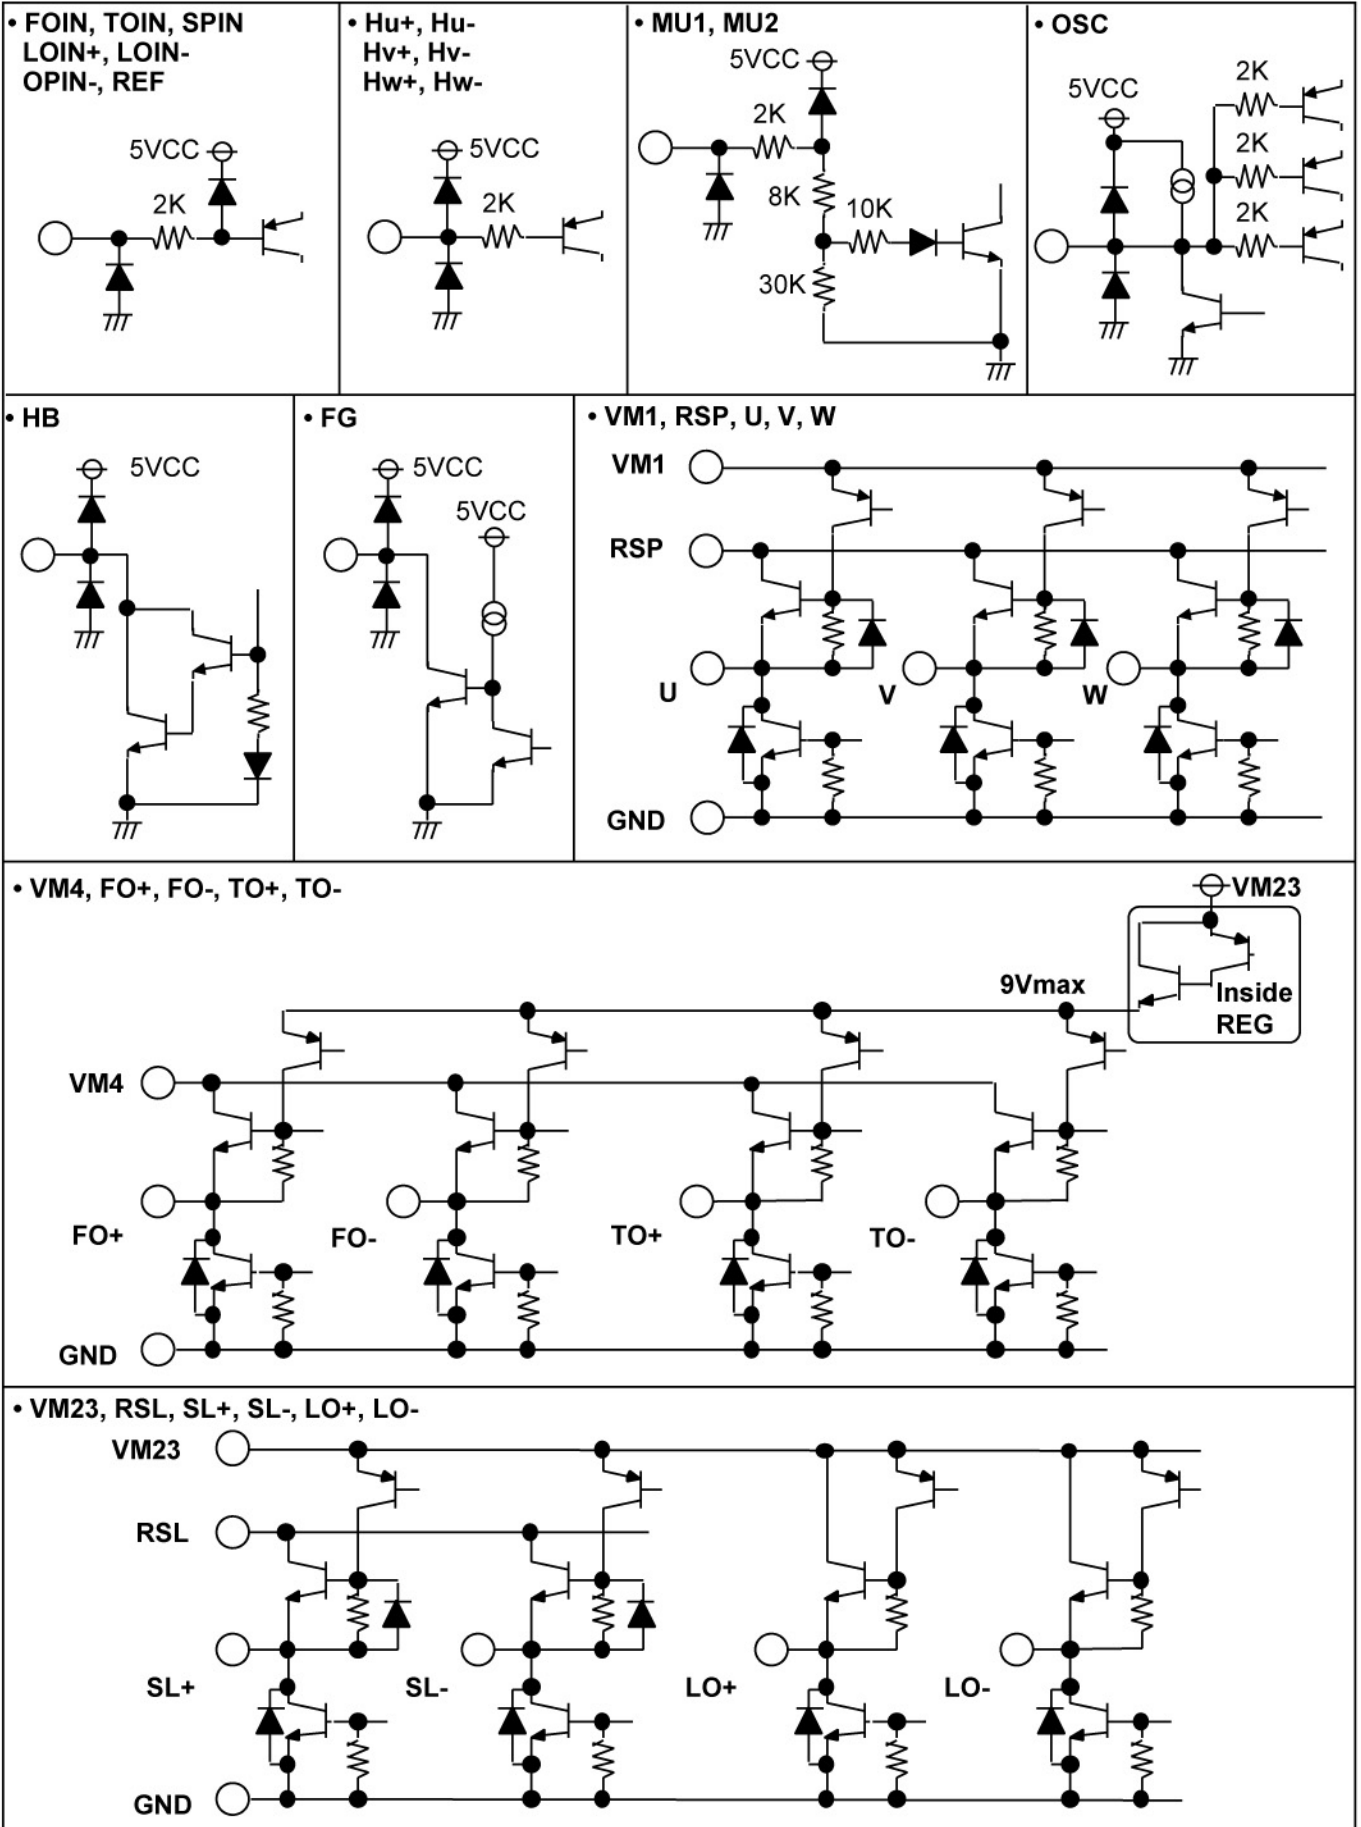 • FOIN, TOIN, SPIN
LOIN+, LOIN-
OPIN-, REF
5VCC
2K
• Hu+, Hu-
Hv+, Hv-
Hw+, Hw-
5VCC
2K
• MU1, MU2
5VCC
2K
8K
10K
30K
• OSC
5VCC
2K
2K
2K
• HB
5VCC
• FG
5VCC
5VCC
• VM1, RSP, U, V, W
VM1
RSP
U
V
W
GND
• VM4, FO+, FO-, TO+, TO-
VM23
9Vmax
Inside
REG
VM4
FO+
FO-
TO+
TO-
GND
• VM23, RSL, SL+, SL-, LO+, LO-
VM23
RSL
SL+
SL-
LO+
LO-
GND